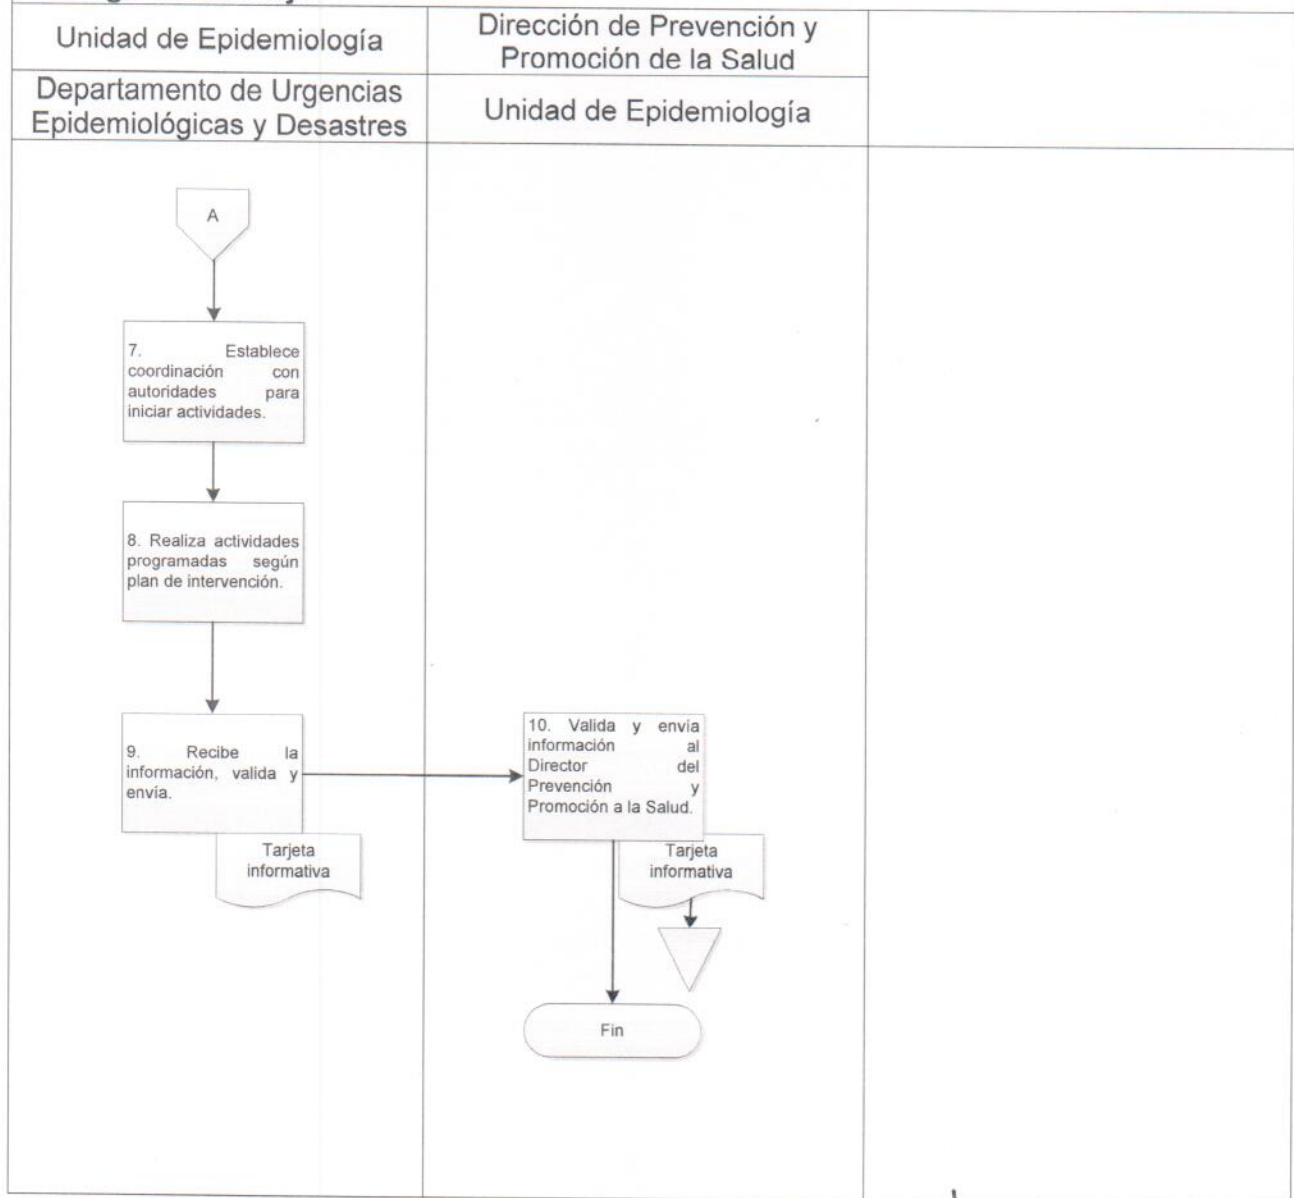 Unidad de Epidemiología
Dirección de Prevención y
Promoción de la Salud
Departamento de Urgencias
Epidemiológicas y Desastres
Unidad de Epidemiología
A
7. Establece
coordinación con
autoridades para
iniciar actividades.
8. Realiza actividades
programadas según
plan de intervención.
9. Recibe la
información, valida y
envía.
Tarjeta
informativa
10. Valida y envía
información al
Director del
Prevención y
Promoción a la Salud.
Tarjeta
informativa
Fin